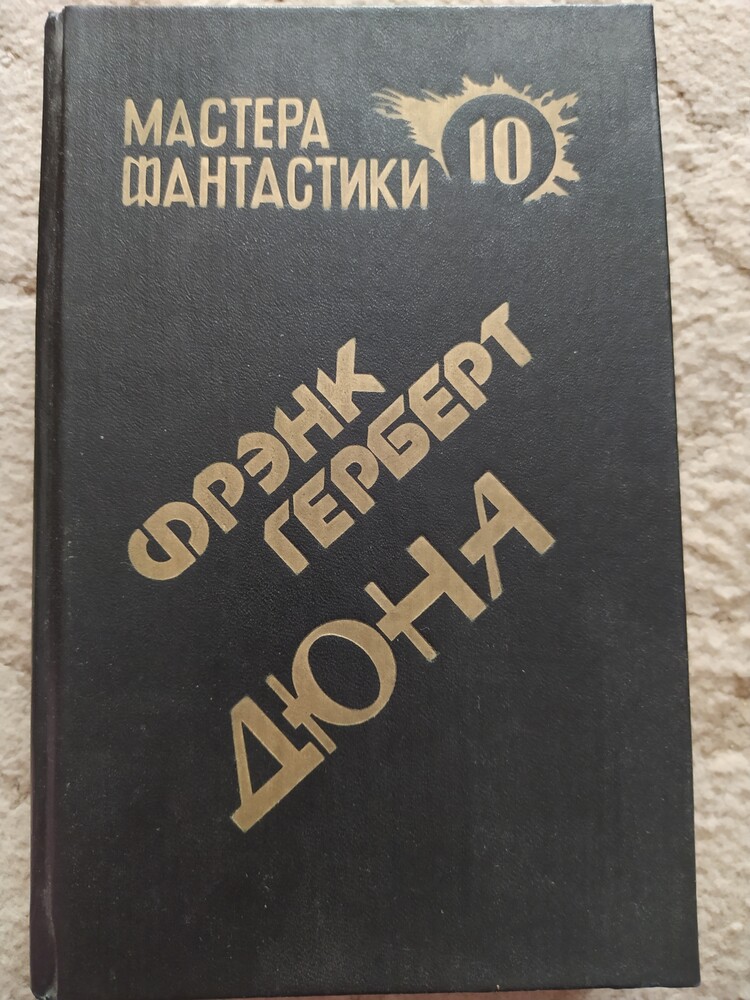 МАСТЕРА
ФАНТАСТИКИ
10
ФРЭНК
ГЕРБЕРТ
ДЮНА